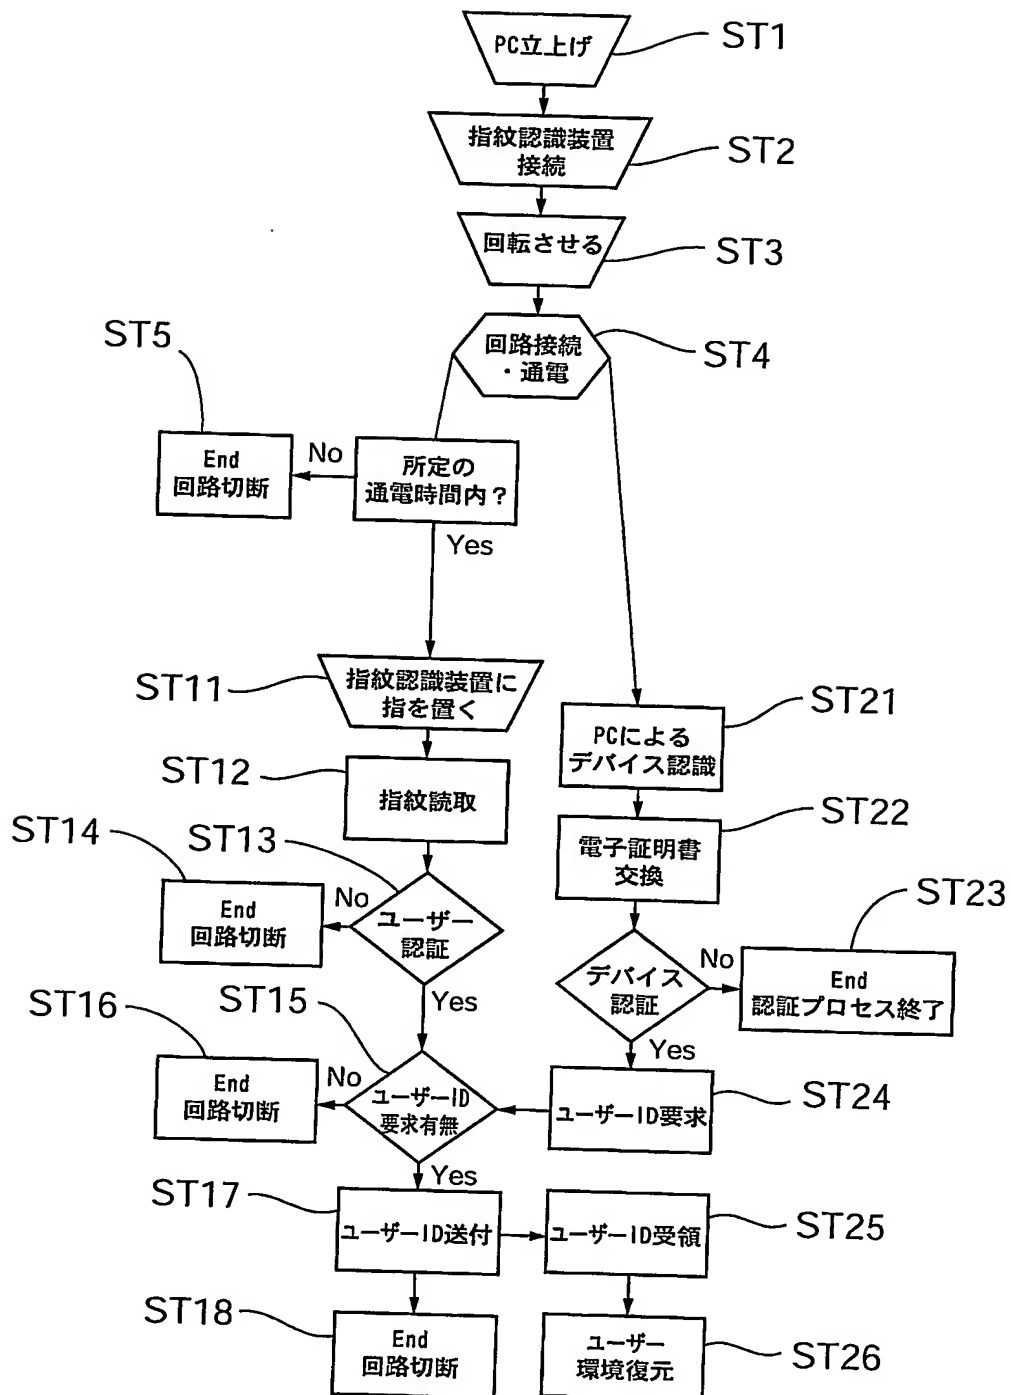 PC立上げ
ST1
指紋認識装置
接続
ST2
回転させる
ST3
回路接続
・通電
ST4
ST5
End
回路切断
No
所定の
通電時間内?
Yes
ST11
指紋認識装置に
指を置く
ST21
PCによる
デバイス認識
ST12
指紋読取
ST22
電子証明書
交換
ST13
ST14
End
回路切断
No
ユーザー
認証
Yes
ST23
デバイス
認証
No
End
認証プロセス終了
Yes
ST15
ST16
End
回路切断
No
ユーザーID
要求有無
Yes
ユーザーID要求
ST24
ST17
ユーザーID送付
ユーザーID受領
ST25
ST18
End
回路切断
ユーザー
環境復元
ST26